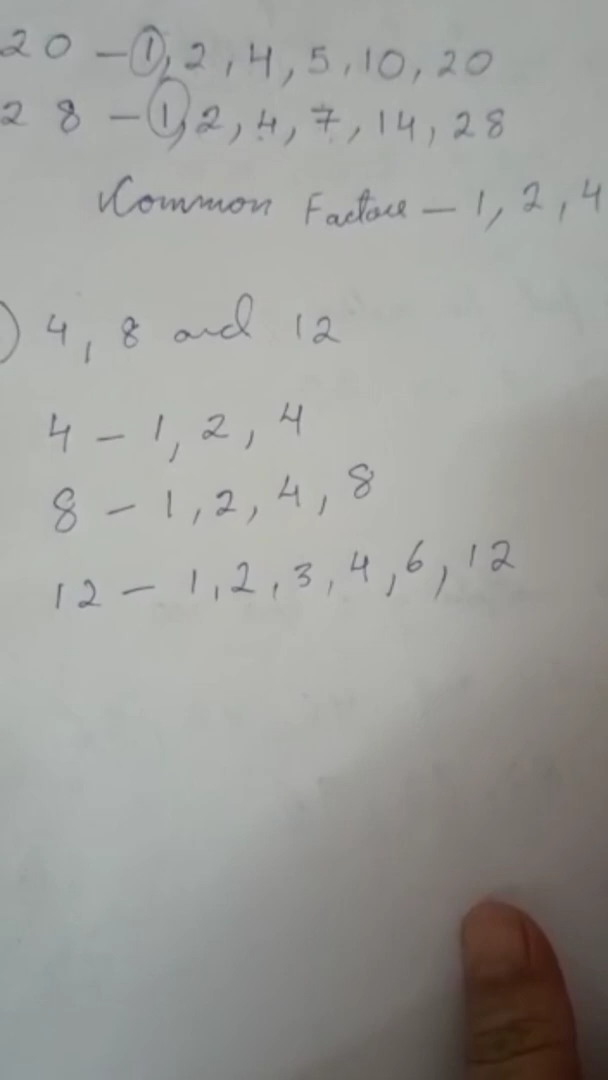 20 – 1, 2, 4, 5, 10, 20
28 – 1, 2, 4, 7, 14, 28
Common Factors – 1, 2, 4
) 4, 8 and 12
4 – 1, 2, 4
8 – 1, 2, 4, 8
12 – 1, 2, 3, 4, 6, 12